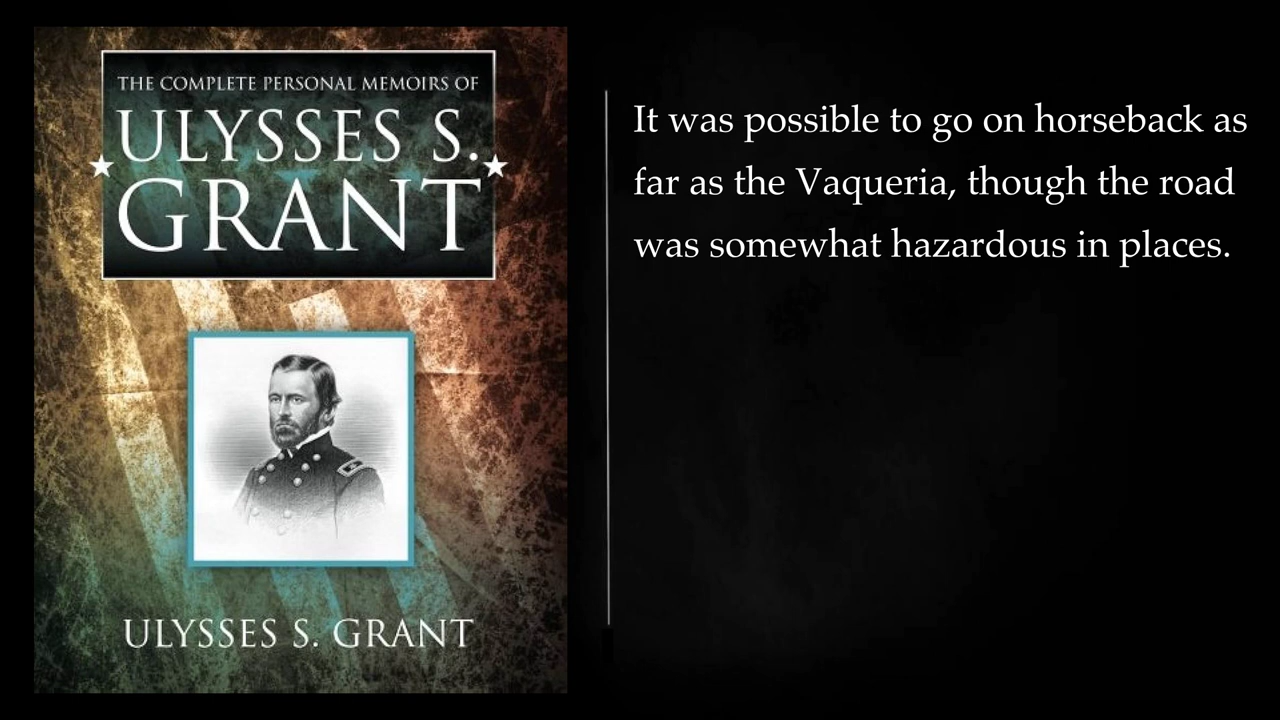 THE COMPLETE PERSONAL MEMOIRS OF
ULYSSES S.
GRANT
ULYSSES S. GRANT
It was possible to go on horseback as
far as the Vaqueria, though the road
was somewhat hazardous in places.